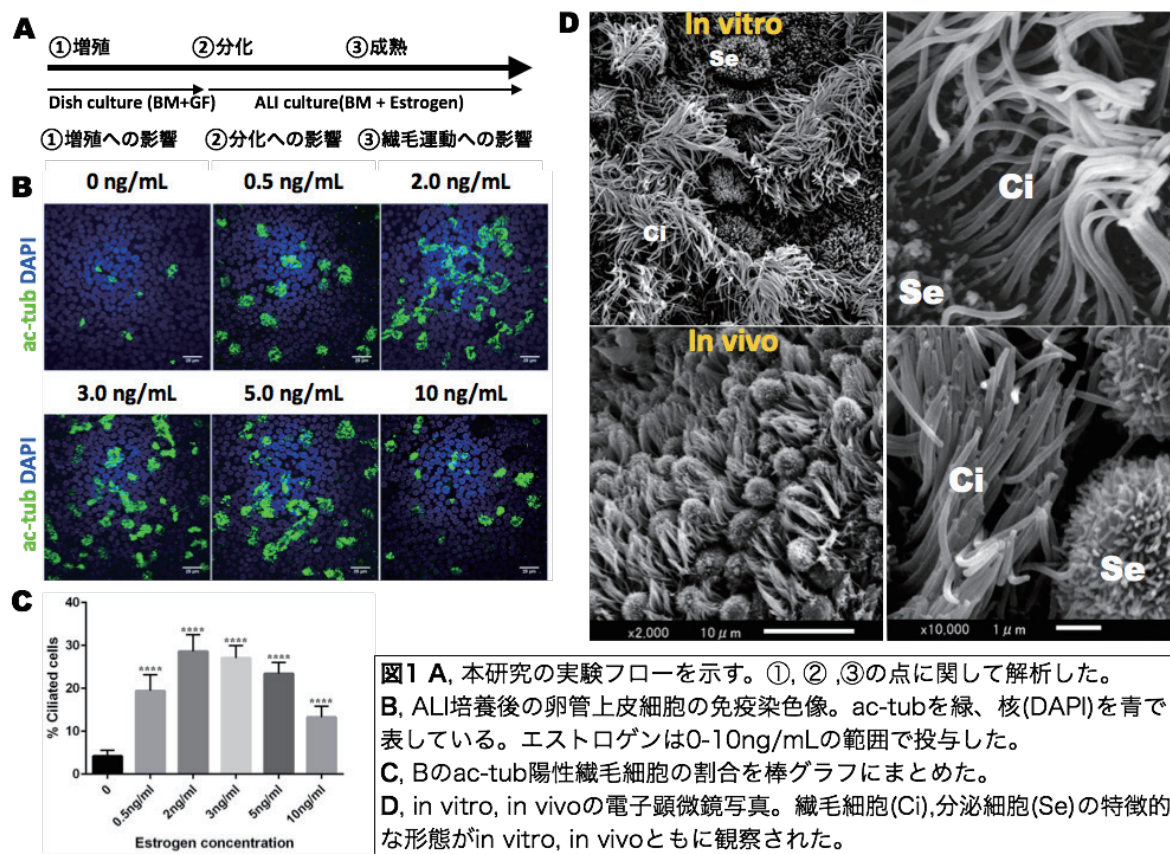 A
①増殖 ②分化 ③成熟
Dish culture (BM+GF) ALI culture(BM + Estrogen)
①増殖への影響 ②分化への影響 ③繊毛運動への影響
B
0 ng/mL 0.5 ng/mL 2.0 ng/mL
ac-tub DAPI
3.0 ng/mL 5.0 ng/mL 10 ng/mL
ac-tub DAPI
C
% Ciliated cells
40
30
20
10
0
**** **** **** **** ****
0 0.5ng/ml 2ng/ml 3ng/ml 5ng/ml 10ng/ml
Estrogen concentration
D
In vitro
Se
Ci
Ci
Se
In vivo
Ci
Se
x2,000 10 μm
x10,000 1 μm
図1 A, 本研究の実験フローを示す。①, ② ,③の点に関して解析した。
B, ALI培養後の卵管上皮細胞の免疫染色像。ac-tubを緑、核(DAPI)を青で
表している。エストロゲンは0-10ng/mLの範囲で投与した。
C, Bのac-tub陽性繊毛細胞の割合を棒グラフにまとめた。
D, in vitro, in vivoの電子顕微鏡写真。繊毛細胞(Ci),分泌細胞(Se)の特徴的
な形態がin vitro, in vivoともに観察された。